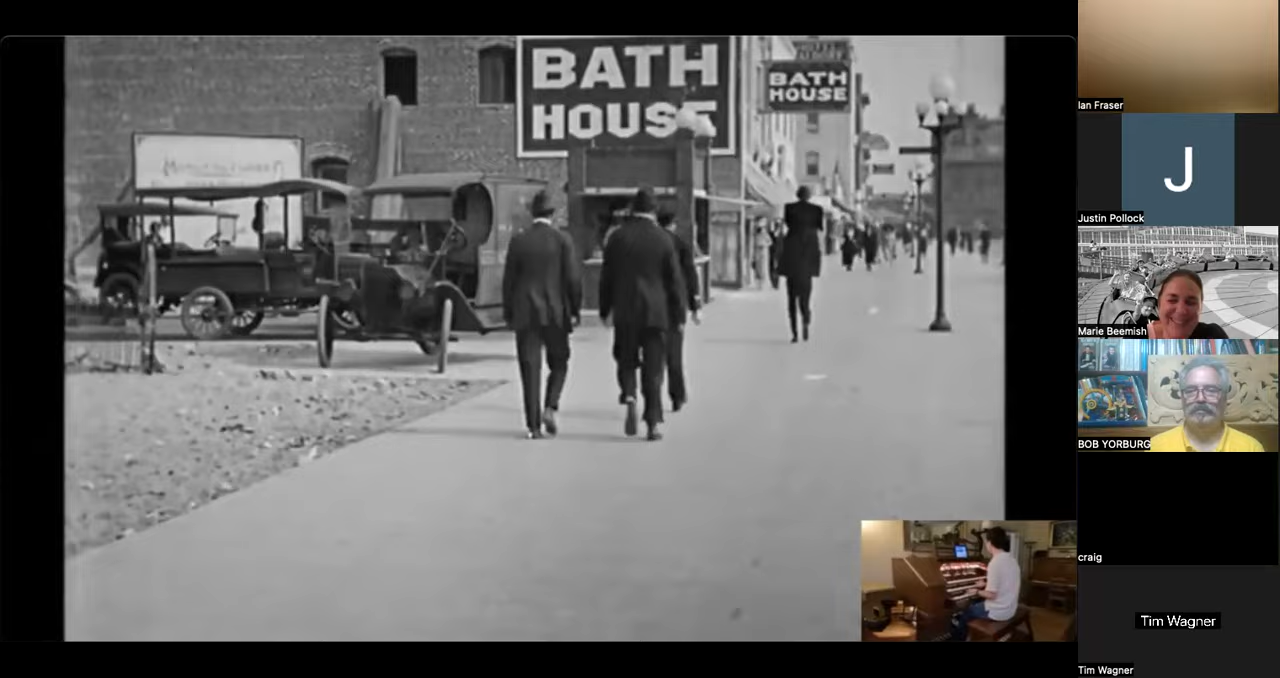 BATH
HOUSE
BATH
HOUSE
Ian Fraser
J
Justin Pollock
Marie Beemish
BOB YORBURG
craig
Tim Wagner
Tim Wagner